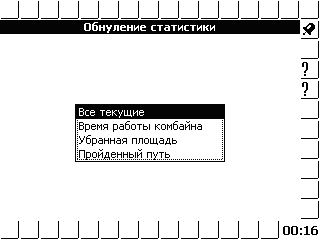 Обнуление статистики
?
?
Все текущие
Время работы комбайна
Убранная площадь
Пройденный путь
00:16